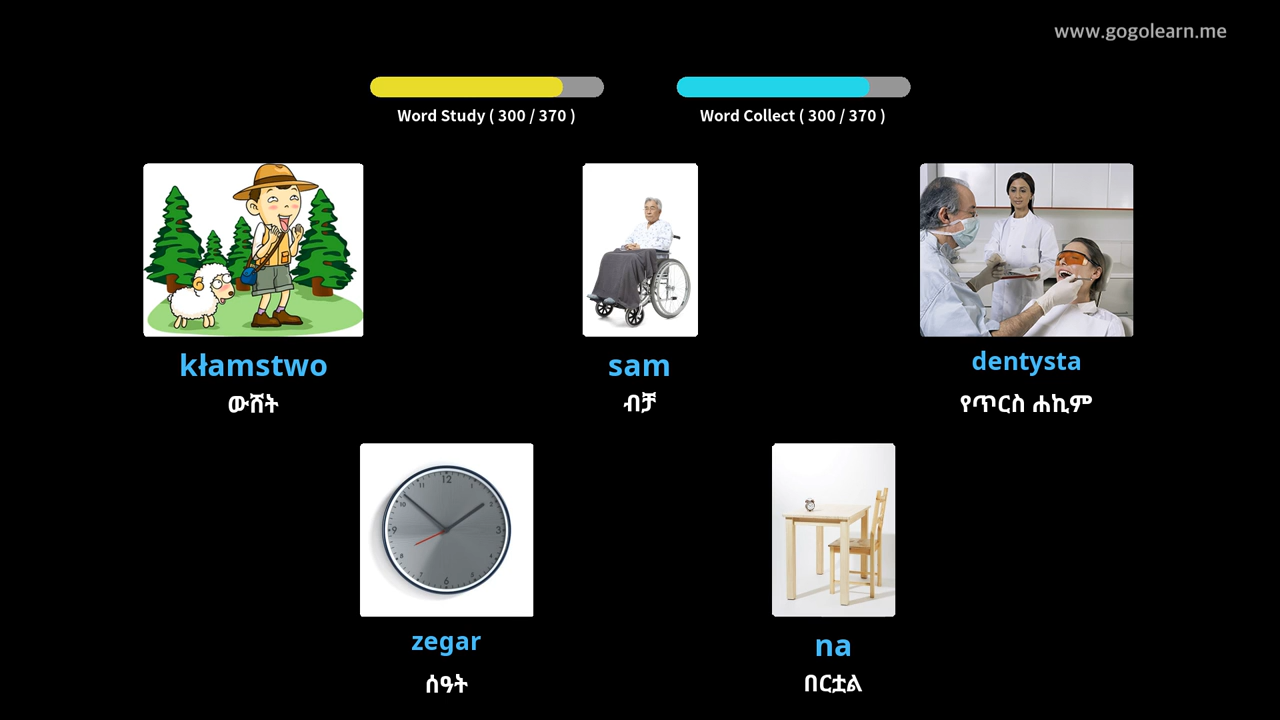 www.gogolearn.me
Word Study ( 300 / 370 )
Word Collect ( 300 / 370 )
kłamstwo
ውሸት
sam
ብቻ
dentysta
የጥርስ ሐኪም
zegar
ሰዓት
na
በርቷል